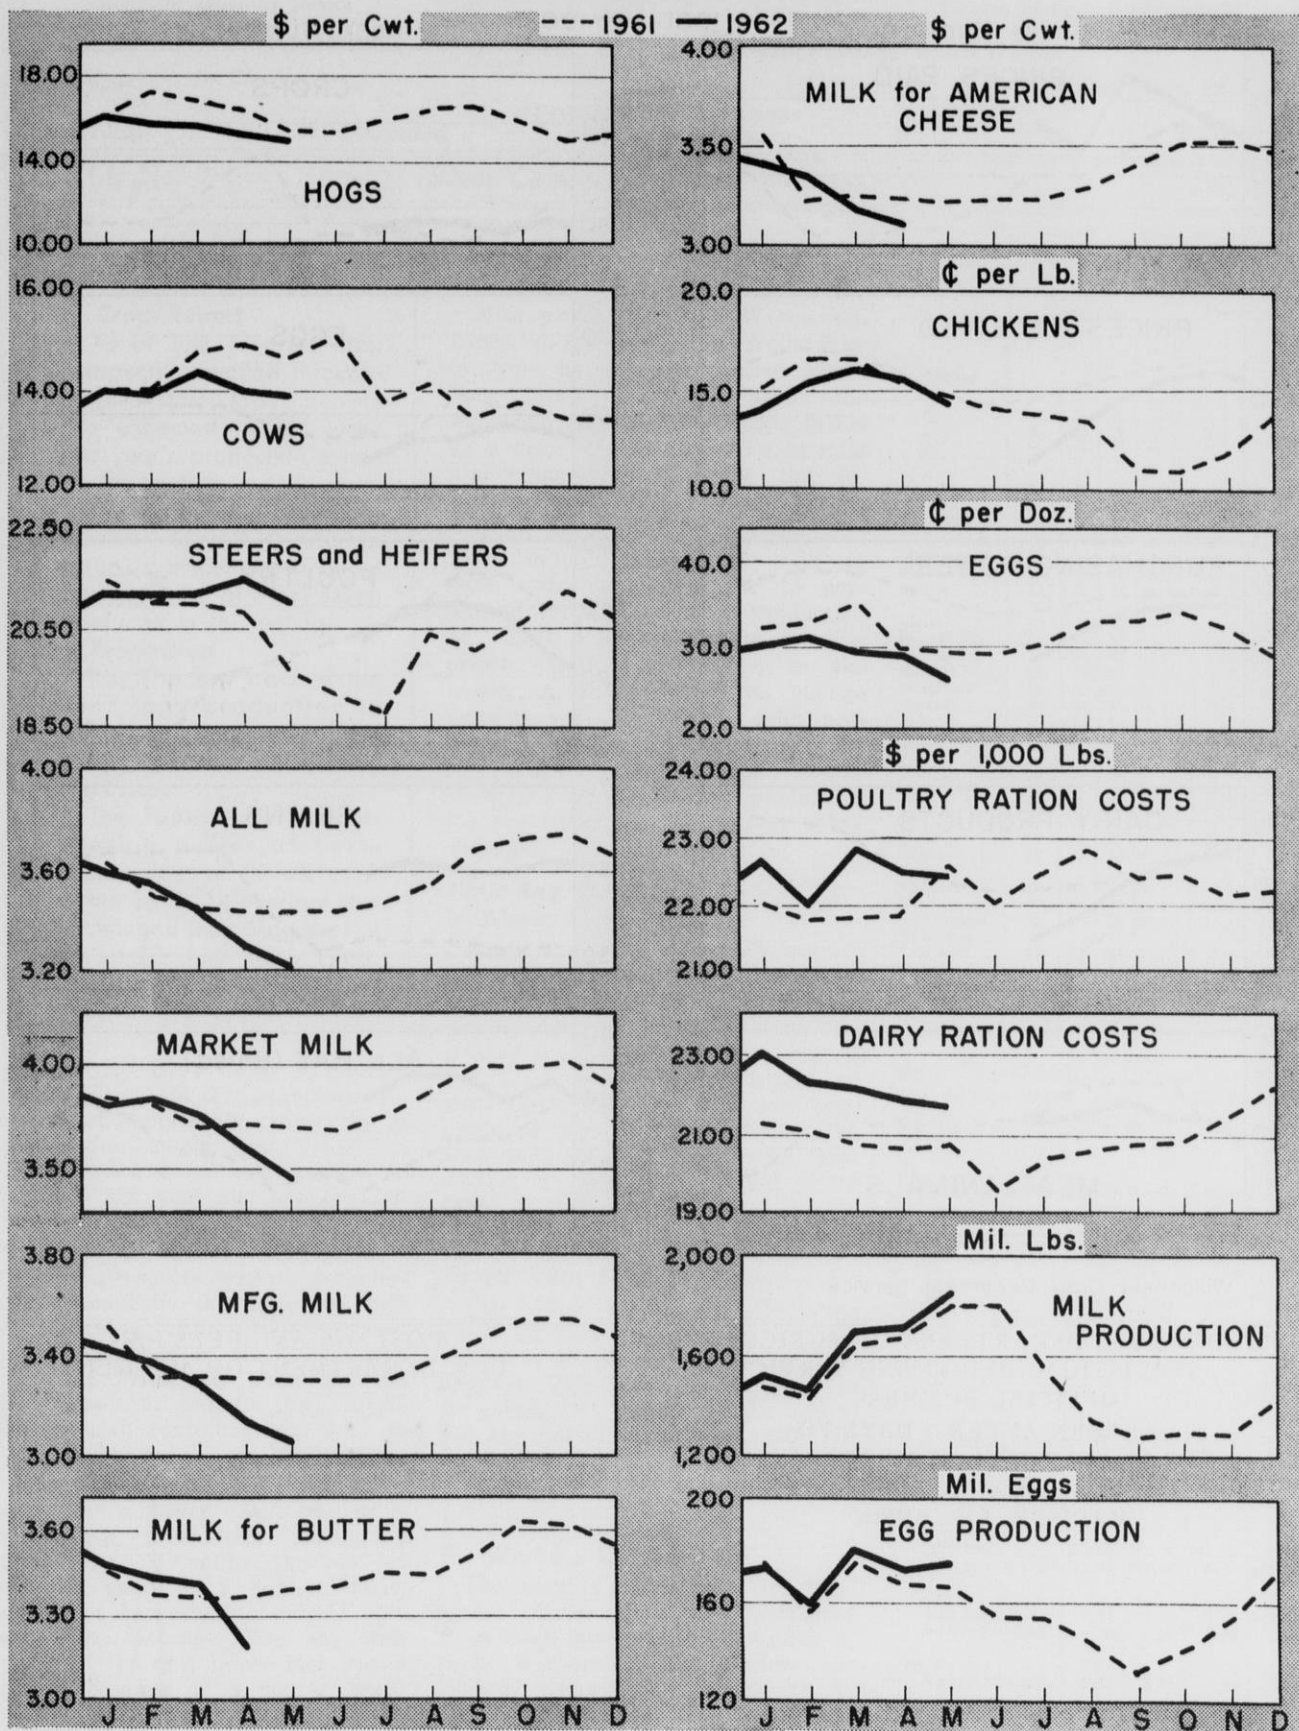 $ per Cwt.
1961 1962
$ per Cwt.
18.00
14.00
10.00
HOGS
4.00
3.50
3.00
MILK for AMERICAN
CHEESE
16.00
14.00
12.00
COWS
¢ per Lb.
20.0
15.0
10.0
CHICKENS
22.50
20.50
18.50
STEERS and HEIFERS
¢ per Doz.
40.0
30.0
20.0
EGGS
4.00
3.60
3.20
ALL MILK
$ per 1,000 Lbs.
24.00
23.00
22.00
21.00
POULTRY RATION COSTS
4.00
3.50
MARKET MILK
23.00
21.00
19.00
DAIRY RATION COSTS
3.80
3.40
3.00
MFG. MILK
Mil. Lbs.
2,000
1,600
1,200
MILK
PRODUCTION
3.60
3.30
3.00
MILK for BUTTER
J F M A M J J A S O N D
Mil. Eggs
200
160
120
EGG PRODUCTION
J F M A M J J A S O N D